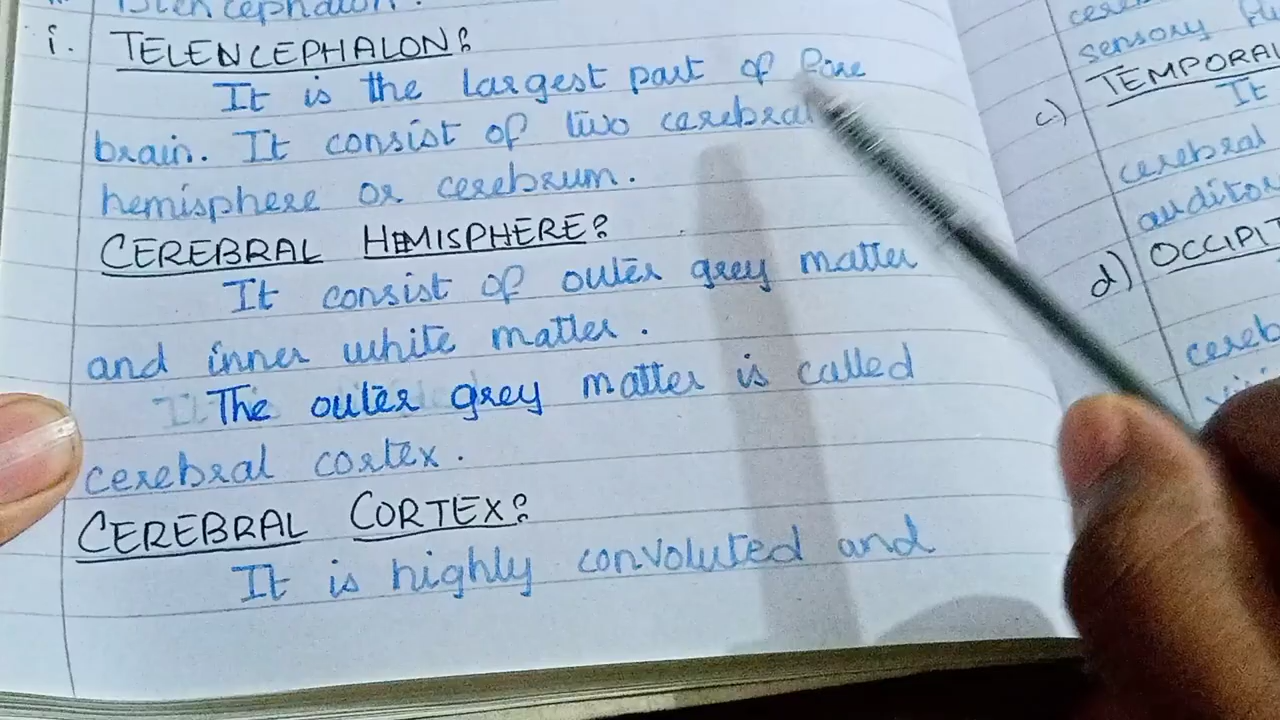 i. TELENCEPHALON:
It is the largest part of Fore
brain. It consist of two cerebral
hemisphere or cerebrum.
CEREBRAL HEMISPHERE:
It consist of outer grey matter
and inner white matter.
The outer grey matter is called
cerebral cortex.
CEREBRAL CORTEX:
It is highly convoluted and
sensory
c.) TEMPORAL
It
cerebral
d) OCCIPIT
cereb